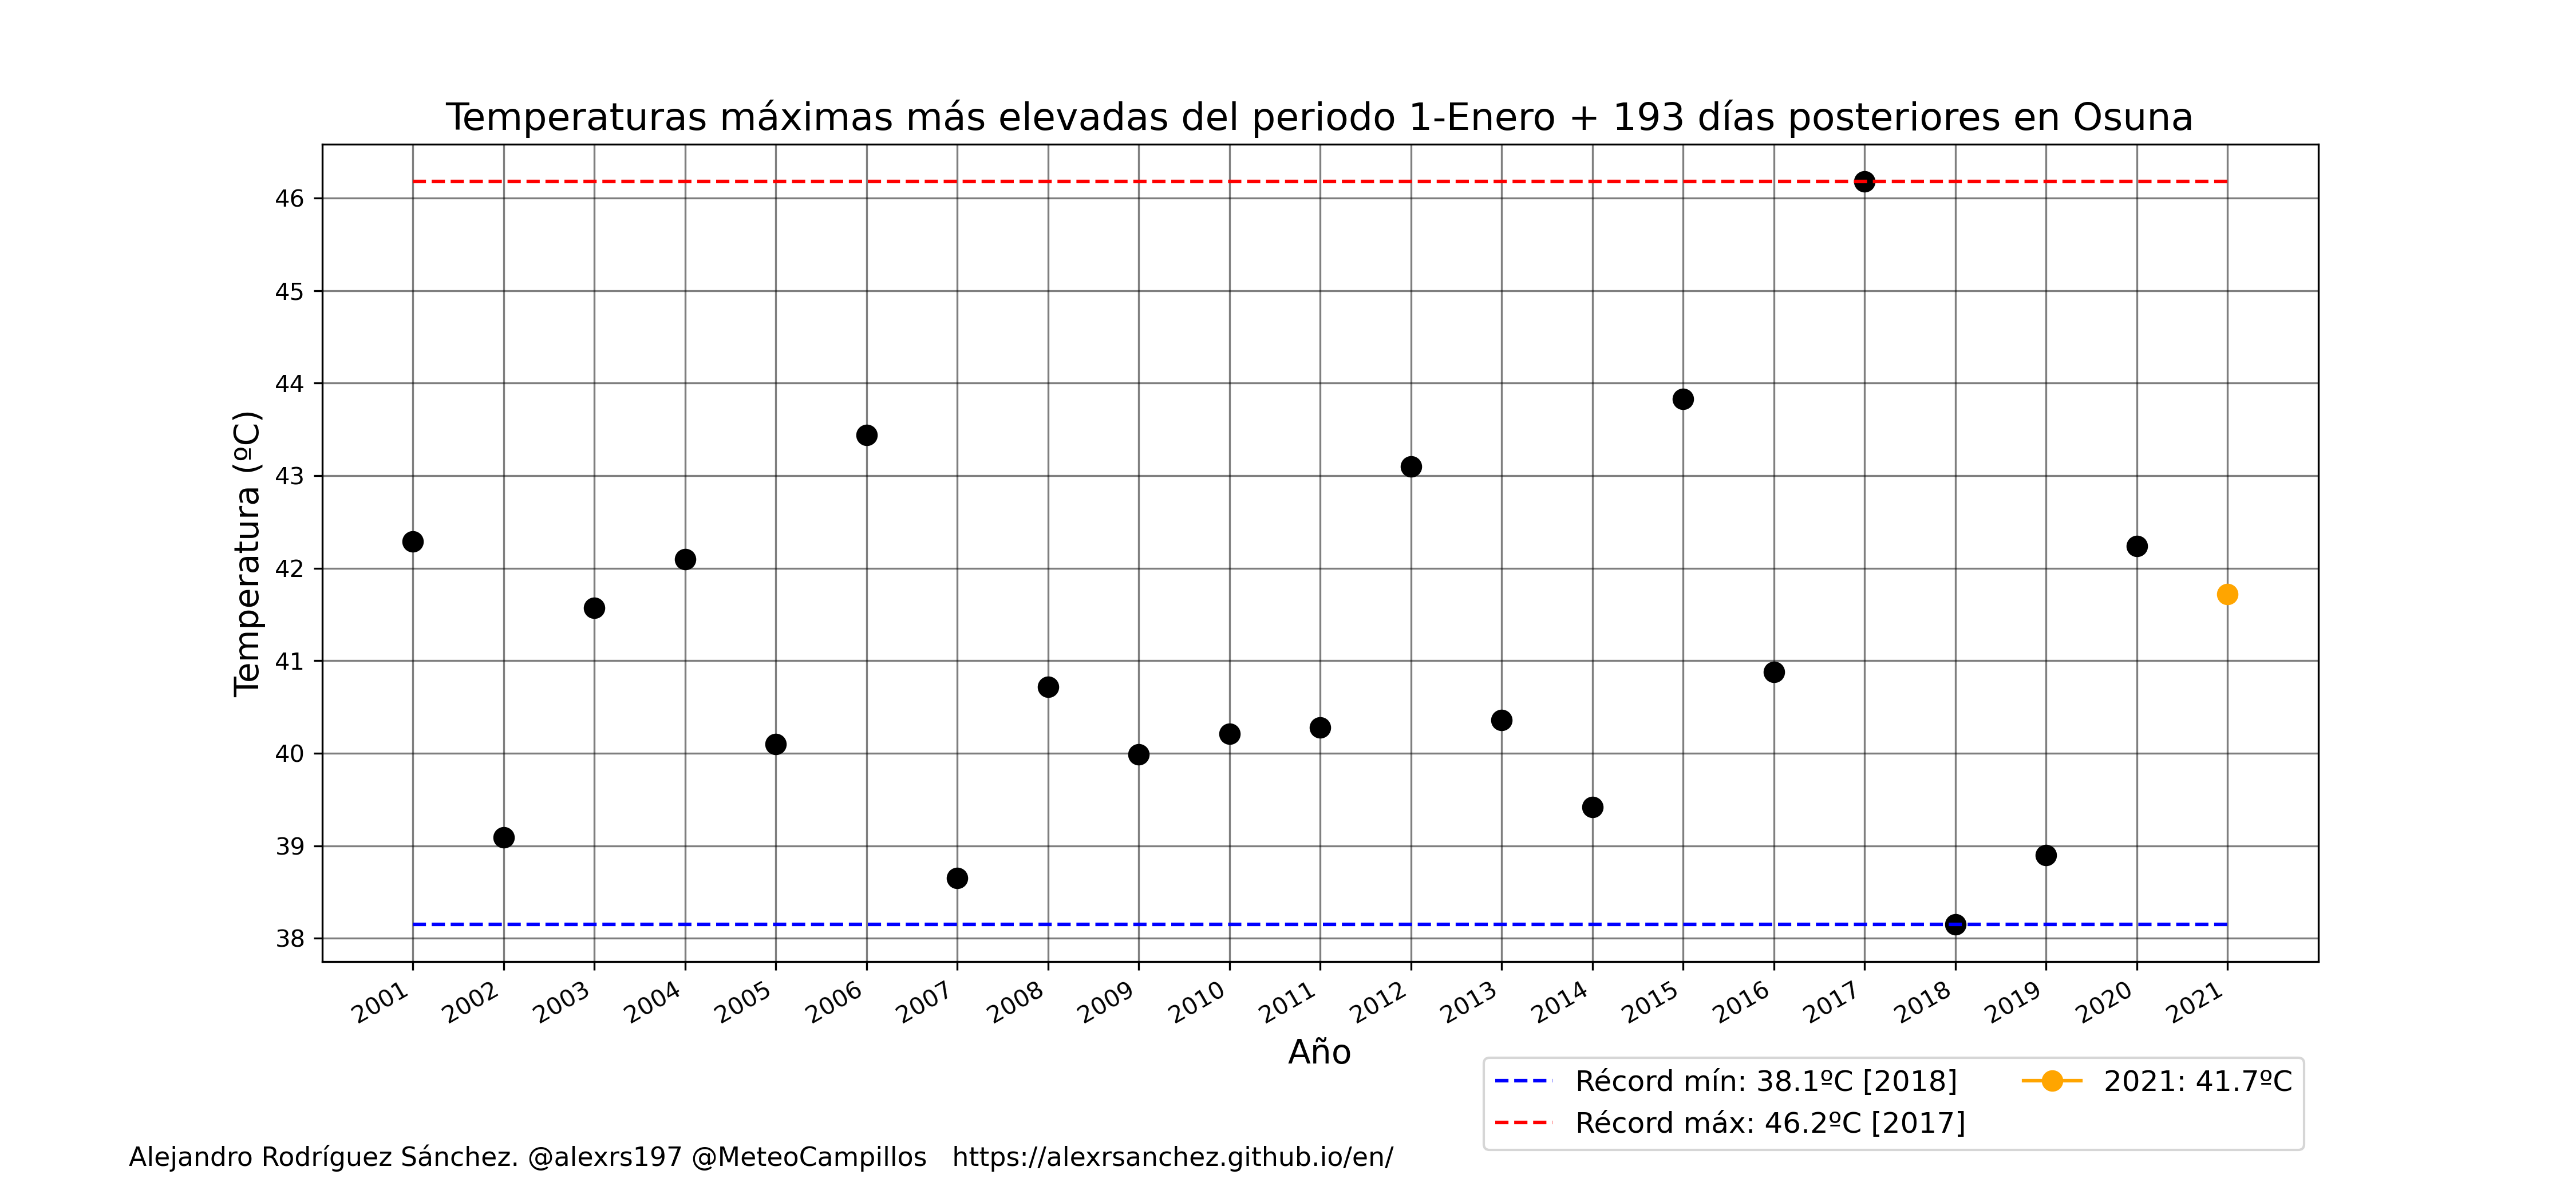 Temperaturas máximas más elevadas del periodo 1-Enero + 193 días posteriores en Osuna
Temperatura (ºC)
46
45
44
43
42
41
40
39
38
2001 2002 2003 2004 2005 2006 2007 2008 2009 2010 2011 2012 2013 2014 2015 2016 2017 2018 2019 2020 2021
Año
Récord mín: 38.1ºC [2018]
Récord máx: 46.2ºC [2017]
2021: 41.7ºC
Alejandro Rodríguez Sánchez. @alexrs197 @MeteoCampillos https://alexrsanchez.github.io/en/